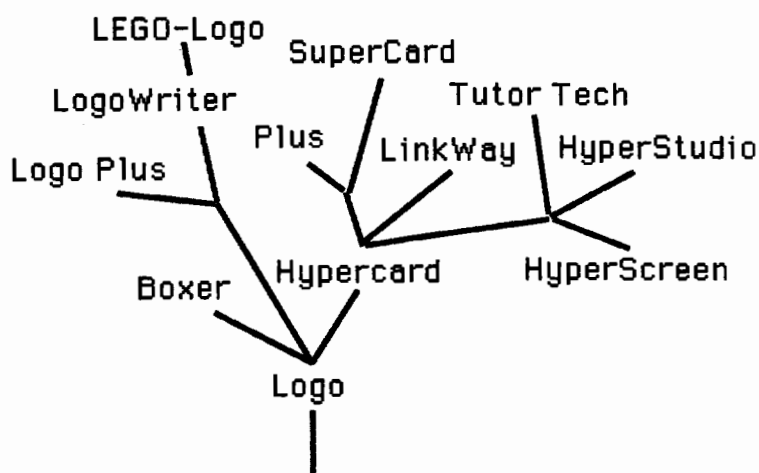 LEGO-Logo
SuperCard
LogoWriter
Tutor Tech
Plus
LinkWay
HyperStudio
Logo Plus
Hypercard
HyperScreen
Boxer
Logo